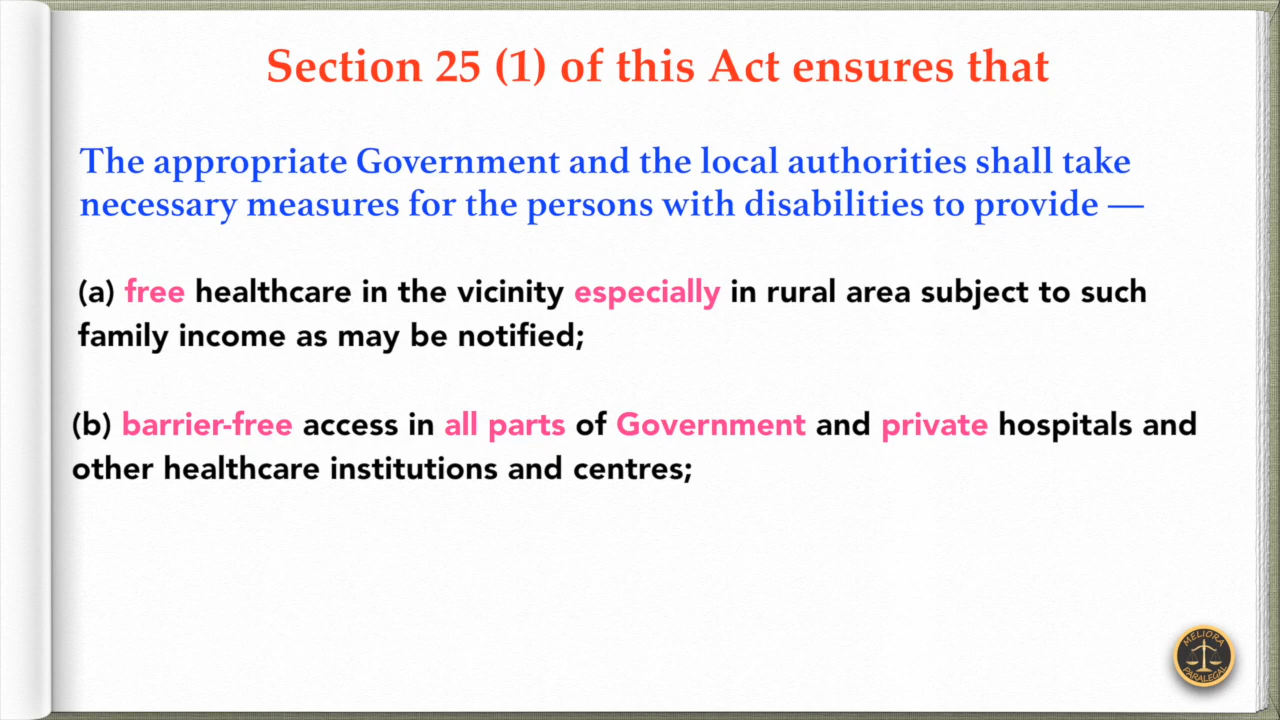 Section 25 (1) of this Act ensures that
The appropriate Government and the local authorities shall take
necessary measures for the persons with disabilities to provide —
(a) free healthcare in the vicinity especially in rural area subject to such
family income as may be notified;
(b) barrier-free access in all parts of Government and private hospitals and
other healthcare institutions and centres;
MELIORA
PARALEGAL